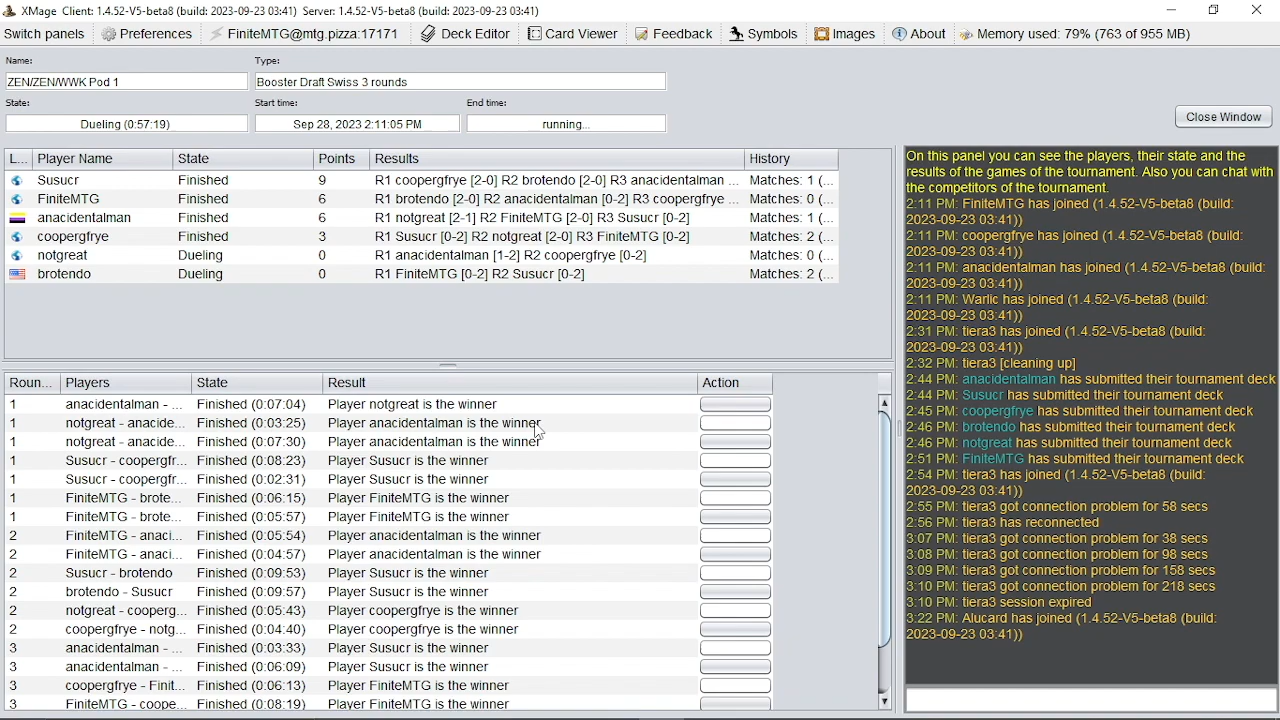 XMage Client: 1.4.52-V5-beta8 (build: 2023-09-23 03:41) Server: 1.4.52-V5-beta8 (build: 2023-09-23 03:41)
Switch panels Preferences FiniteMTG@mtg.pizza:17171 Deck Editor Card Viewer Feedback Symbols Images About Memory used: 79% (763 of 955 MB)
Name: Type:
ZEN/ZEN/WWK Pod 1 Booster Draft Swiss 3 rounds
State: Start time: End time:
Dueling (0:57:19) Sep 28, 2023 2:11:05 PM running...
Close Window
L... Player Name State Points Results History
Susucr Finished 9 R1 coopergfrye [2-0] R2 brotendo [2-0] R3 anacidentalman ... Matches: 1 (...
FiniteMTG Finished 6 R1 brotendo [2-0] R2 anacidentalman [0-2] R3 coopergfrye ... Matches: 0 (...
anacidentalman Finished 6 R1 notgreat [2-1] R2 FiniteMTG [2-0] R3 Susucr [0-2] Matches: 1 (...
coopergfrye Finished 3 R1 Susucr [0-2] R2 notgreat [2-0] R3 FiniteMTG [0-2] Matches: 2 (...
notgreat Dueling 0 R1 anacidentalman [1-2] R2 coopergfrye [0-2] Matches: 0 (...
brotendo Dueling 0 R1 FiniteMTG [0-2] R2 Susucr [0-2] Matches: 2 (...
Roun... Players State Result Action
1 anacidentalman - ... Finished (0:07:04) Player notgreat is the winner
1 notgreat - anacide... Finished (0:03:25) Player anacidentalman is the winner
1 notgreat - anacide... Finished (0:07:30) Player anacidentalman is the winner
1 Susucr - coopergfr... Finished (0:08:23) Player Susucr is the winner
1 Susucr - coopergfr... Finished (0:02:31) Player Susucr is the winner
1 FiniteMTG - brote... Finished (0:06:15) Player FiniteMTG is the winner
1 FiniteMTG - brote... Finished (0:05:57) Player FiniteMTG is the winner
2 FiniteMTG - anaci... Finished (0:05:54) Player anacidentalman is the winner
2 FiniteMTG - anaci... Finished (0:04:57) Player anacidentalman is the winner
2 Susucr - brotendo Finished (0:09:53) Player Susucr is the winner
2 brotendo - Susucr Finished (0:09:57) Player Susucr is the winner
2 notgreat - cooperg... Finished (0:05:43) Player coopergfrye is the winner
2 coopergfrye - notg... Finished (0:04:40) Player coopergfrye is the winner
3 anacidentalman - ... Finished (0:03:33) Player Susucr is the winner
3 anacidentalman - ... Finished (0:06:09) Player Susucr is the winner
3 coopergfrye - Finit... Finished (0:06:13) Player FiniteMTG is the winner
3 FiniteMTG - coope... Finished (0:08:19) Player FiniteMTG is the winner
On this panel you can see the players, their state and the
results of the games of the tournament. Also you can chat with
the competitors of the tournament.
2:11 PM: FiniteMTG has joined (1.4.52-V5-beta8 (build:
2023-09-23 03:41))
2:11 PM: coopergfrye has joined (1.4.52-V5-beta8 (build:
2023-09-23 03:41))
2:11 PM: anacidentalman has joined (1.4.52-V5-beta8 (build:
2023-09-23 03:41))
2:11 PM: Warlic has joined (1.4.52-V5-beta8 (build:
2023-09-23 03:41))
2:31 PM: tiera3 has joined (1.4.52-V5-beta8 (build:
2023-09-23 03:41))
2:32 PM: tiera3 [cleaning up]
2:44 PM: anacidentalman has submitted their tournament deck
2:44 PM: Susucr has submitted their tournament deck
2:45 PM: coopergfrye has submitted their tournament deck
2:46 PM: brotendo has submitted their tournament deck
2:46 PM: notgreat has submitted their tournament deck
2:51 PM: FiniteMTG has submitted their tournament deck
2:54 PM: tiera3 has joined (1.4.52-V5-beta8 (build:
2023-09-23 03:41))
2:55 PM: tiera3 got connection problem for 58 secs
2:56 PM: tiera3 has reconnected
3:07 PM: tiera3 got connection problem for 38 secs
3:08 PM: tiera3 got connection problem for 98 secs
3:09 PM: tiera3 got connection problem for 158 secs
3:10 PM: tiera3 got connection problem for 218 secs
3:10 PM: tiera3 session expired
3:22 PM: Alucard has joined (1.4.52-V5-beta8 (build:
2023-09-23 03:41))